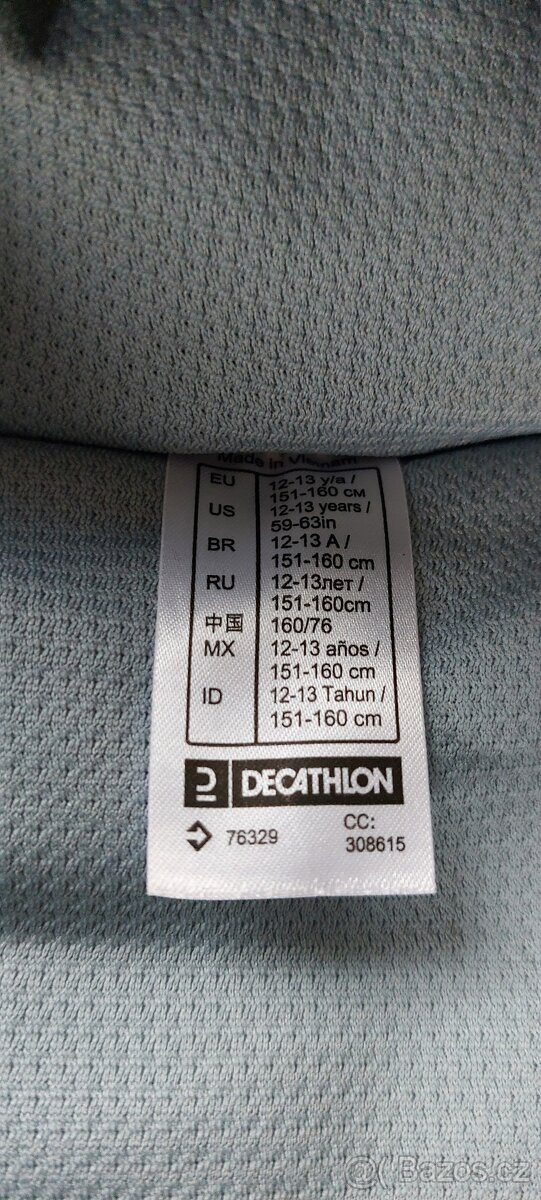 Made in Vietnam
EU 12-13 y/a /
151-160 см
US 12-13 years /
59-63in
BR 12-13 A /
151-160 cm
RU 12-13лет /
151-160cm
中国 160/76
MX 12-13 años /
151-160 cm
ID 12-13 Tahun /
151-160 cm
DECATHLON
76329 CC:
308615
Bazoš.cz